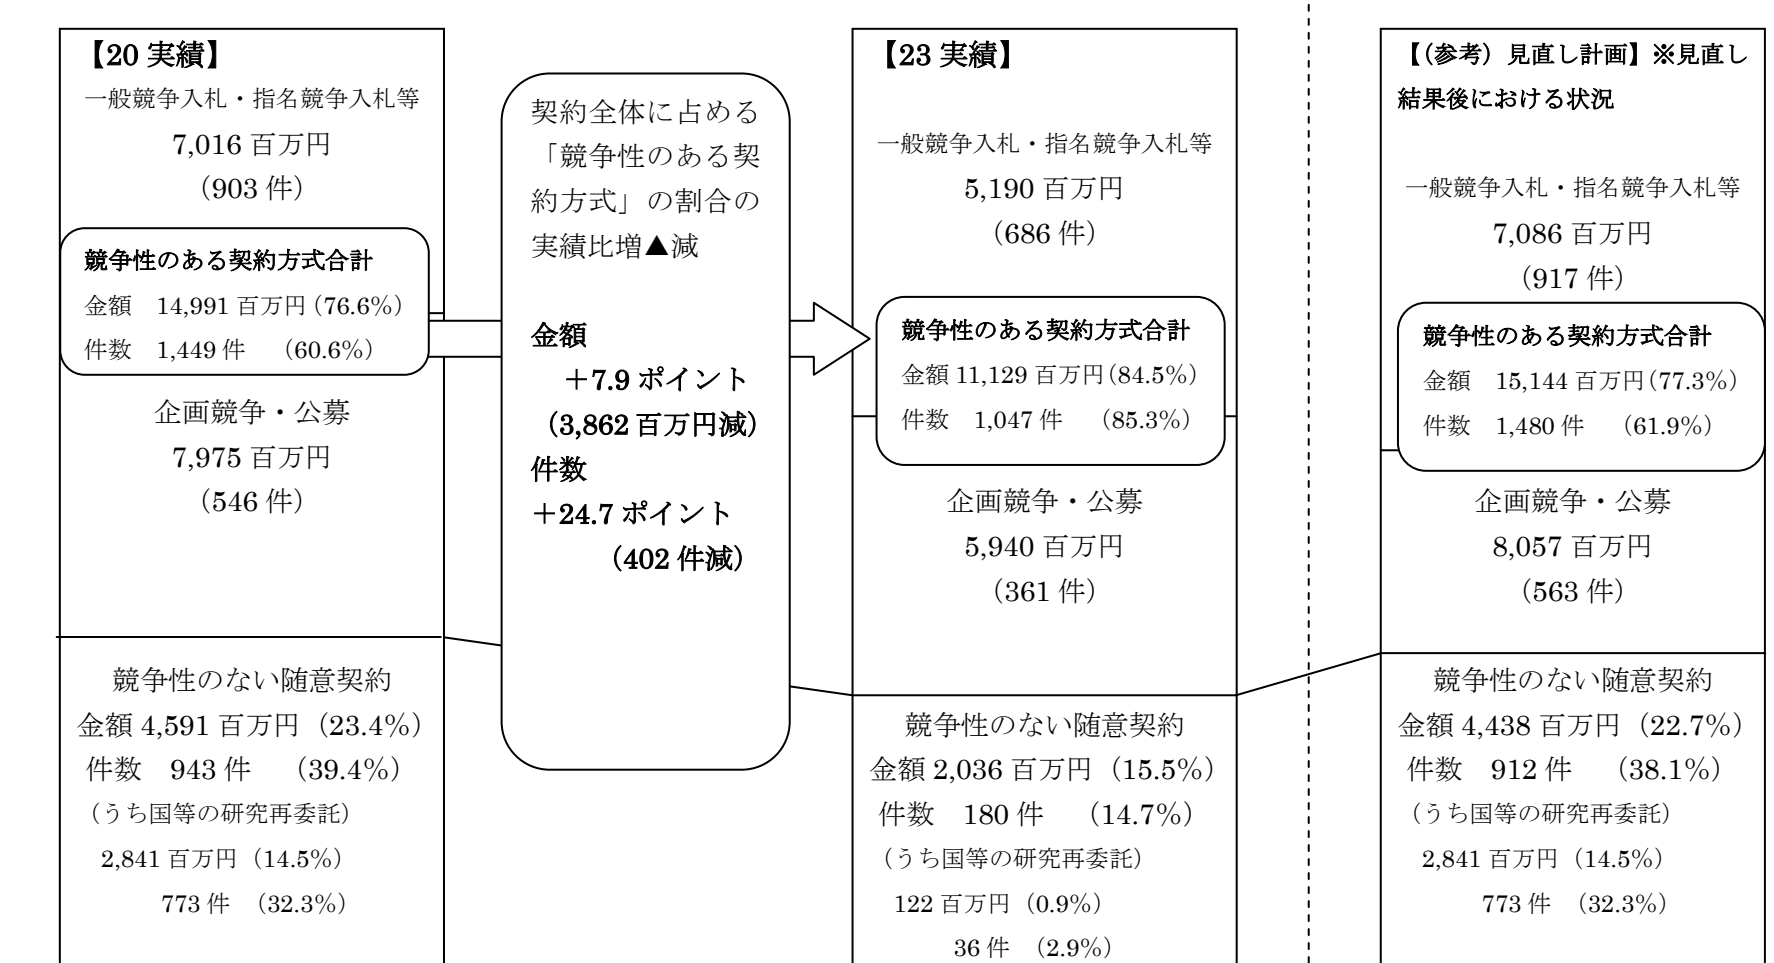 【20 実績】
一般競争入札・指名競争入札等
7,016 百万円
（903 件）
競争性のある契約方式合計
金額　14,991 百万円（76.6%）
件数　1,449 件　（60.6%）
企画競争・公募
7,975 百万円
（546 件）
競争性のない随意契約
金額 4,591 百万円（23.4%）
件数　943 件　（39.4%）
（うち国等の研究再委託）
2,841 百万円（14.5%）
773 件　（32.3%）
契約全体に占める
「競争性のある契
約方式」の割合の
実績比増▲減
金額
＋7.9 ポイント
（3,862 百万円減）
件数
＋24.7 ポイント
（402 件減）
【23 実績】
一般競争入札・指名競争入札等
5,190 百万円
（686 件）
競争性のある契約方式合計
金額 11,129 百万円（84.5%）
件数　1,047 件　（85.3%）
企画競争・公募
5,940 百万円
（361 件）
競争性のない随意契約
金額 2,036 百万円（15.5%）
件数　180 件　（14.7%）
（うち国等の研究再委託）
122 百万円（0.9%）
36 件　（2.9%）
【（参考）見直し計画】※見直し
結果後における状況
一般競争入札・指名競争入札等
7,086 百万円
（917 件）
競争性のある契約方式合計
金額　15,144 百万円（77.3%）
件数　1,480 件　（61.9%）
企画競争・公募
8,057 百万円
（563 件）
競争性のない随意契約
金額 4,438 百万円（22.7%）
件数　912 件　（38.1%）
（うち国等の研究再委託）
2,841 百万円（14.5%）
773 件　（32.3%）